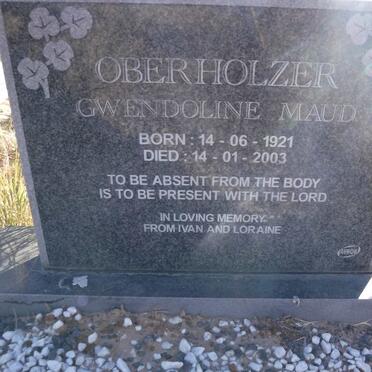 OBERHOLZER
GWENDOLINE MAUD
BORN : 14 - 06 - 1921
DIED : 14 - 01 - 2003
TO BE ABSENT FROM THE BODY
IS TO BE PRESENT WITH THE LORD
IN LOVING MEMORY
FROM IVAN AND LORAINE